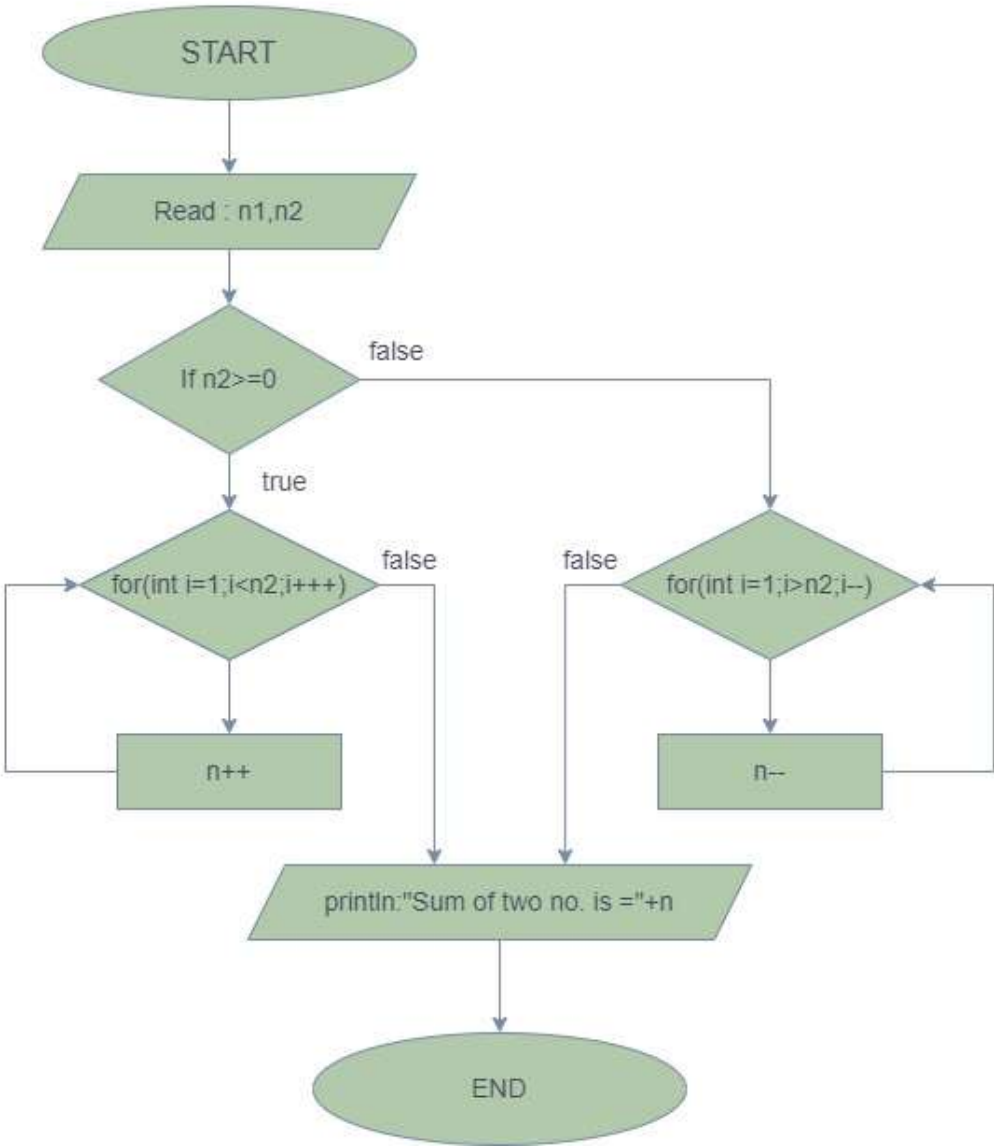 START
Read : n1,n2
If n2>=0
false
true
for(int i=1;i<n2;i+++)
false
false
for(int i=1;i>n2;i--)
n++
n--
println:"Sum of two no. is ="+n
END